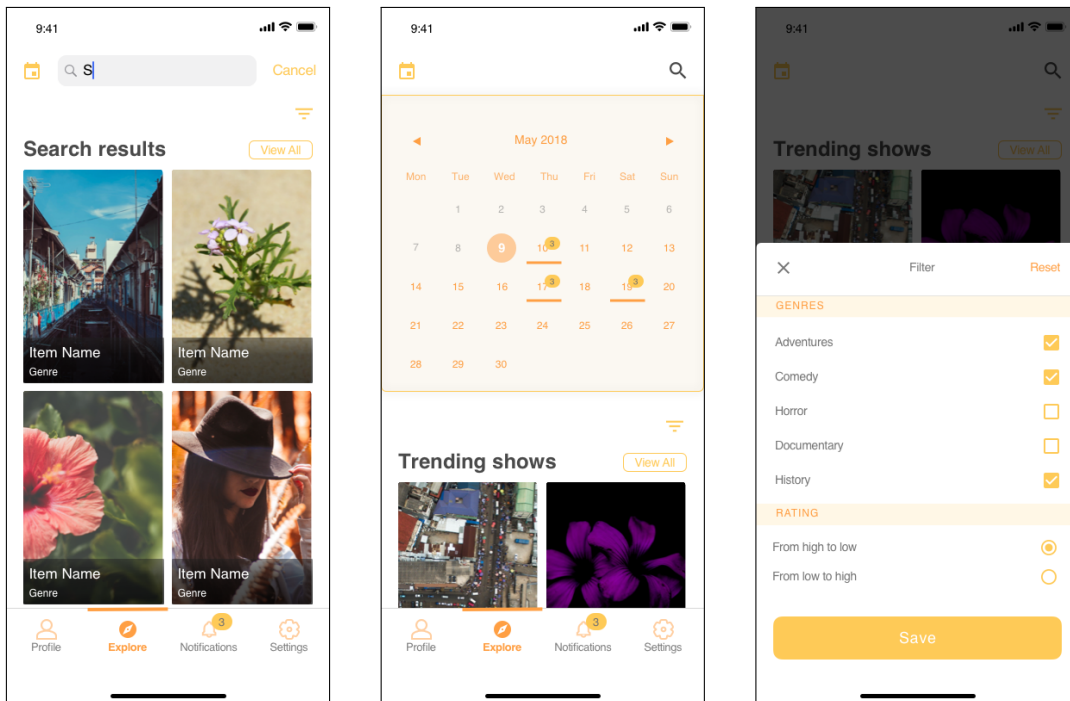 9:41
S
Cancel
Search results
View All
Item Name
Genre
Item Name
Genre
Item Name
Genre
Item Name
Genre
3
Profile
Explore
Notifications
Settings
9:41
May 2018
Mon Tue Wed Thu Fri Sat Sun
1 2 3 4 5 6
7 8 9 10 3 11 12 13
14 15 16 17 3 18 19 3 20
21 22 23 24 25 26 27
28 29 30
Trending shows
View All
3
Profile
Explore
Notifications
Settings
9:41
Trending shows
View All
Filter
Reset
GENRES
Adventures
Comedy
Horror
Documentary
History
RATING
From high to low
From low to high
Save